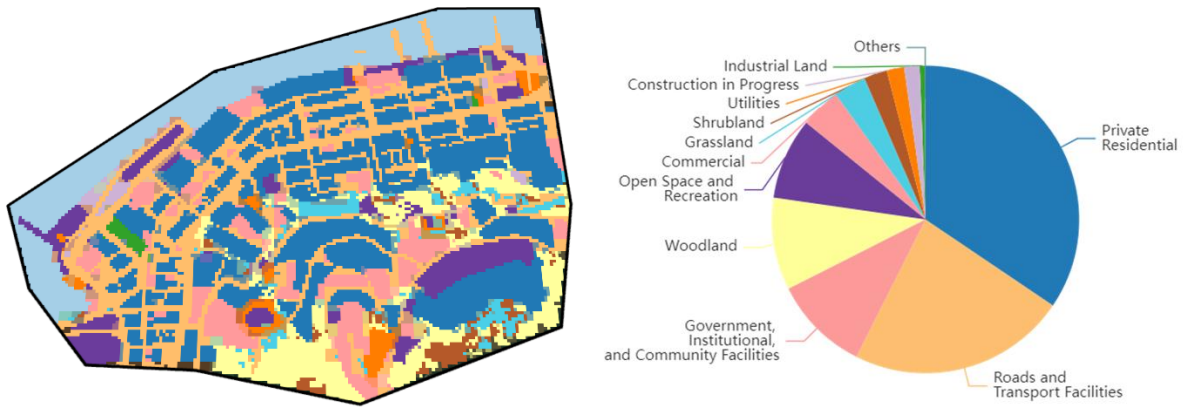 Others
Industrial Land
Construction in Progress
Utilities
Shrubland
Grassland
Commercial
Open Space and
Recreation
Woodland
Government,
Institutional,
and Community Facilities
Private
Residential
Roads and
Transport Facilities